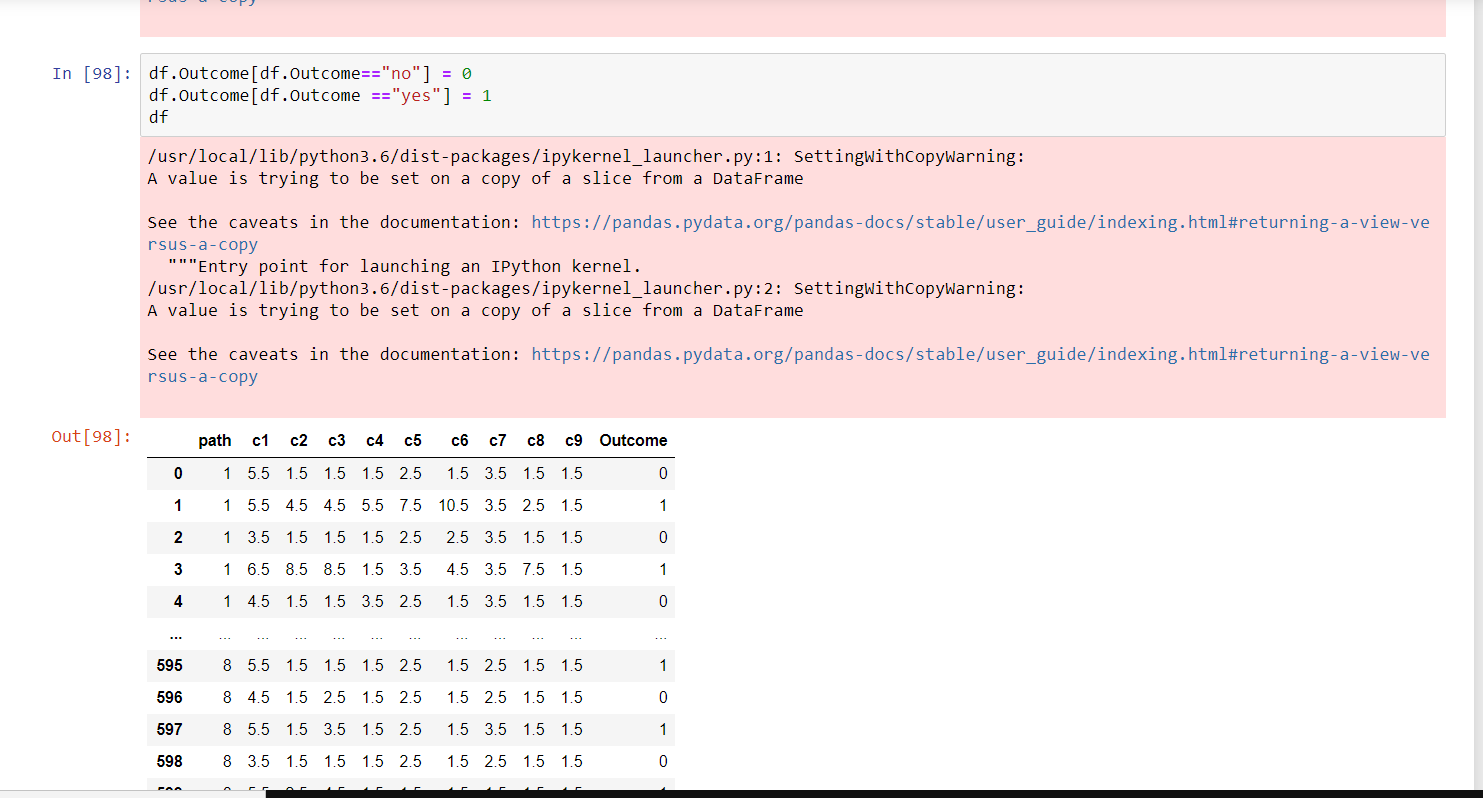 rsus-a-copy
In [98]: df.Outcome[df.Outcome=="no"] = 0
df.Outcome[df.Outcome =="yes"] = 1
df
/usr/local/lib/python3.6/dist-packages/ipykernel_launcher.py:1: SettingWithCopyWarning:
A value is trying to be set on a copy of a slice from a DataFrame
See the caveats in the documentation: https://pandas.pydata.org/pandas-docs/stable/user_guide/indexing.html#returning-a-view-ve
rsus-a-copy
"""Entry point for launching an IPython kernel.
/usr/local/lib/python3.6/dist-packages/ipykernel_launcher.py:2: SettingWithCopyWarning:
A value is trying to be set on a copy of a slice from a DataFrame
See the caveats in the documentation: https://pandas.pydata.org/pandas-docs/stable/user_guide/indexing.html#returning-a-view-ve
rsus-a-copy
Out[98]:
path c1 c2 c3 c4 c5 c6 c7 c8 c9 Outcome
0 1 5.5 1.5 1.5 1.5 2.5 1.5 3.5 1.5 1.5 0
1 1 5.5 4.5 4.5 5.5 7.5 10.5 3.5 2.5 1.5 1
2 1 3.5 1.5 1.5 1.5 2.5 2.5 3.5 1.5 1.5 0
3 1 6.5 8.5 8.5 1.5 3.5 4.5 3.5 7.5 1.5 1
4 1 4.5 1.5 1.5 3.5 2.5 1.5 3.5 1.5 1.5 0
... ... ... ... ... ... ... ... ... ... ... ...
595 8 5.5 1.5 1.5 1.5 2.5 1.5 2.5 1.5 1.5 1
596 8 4.5 1.5 2.5 1.5 2.5 1.5 2.5 1.5 1.5 0
597 8 5.5 1.5 3.5 1.5 2.5 1.5 3.5 1.5 1.5 1
598 8 3.5 1.5 1.5 1.5 2.5 1.5 2.5 1.5 1.5 0